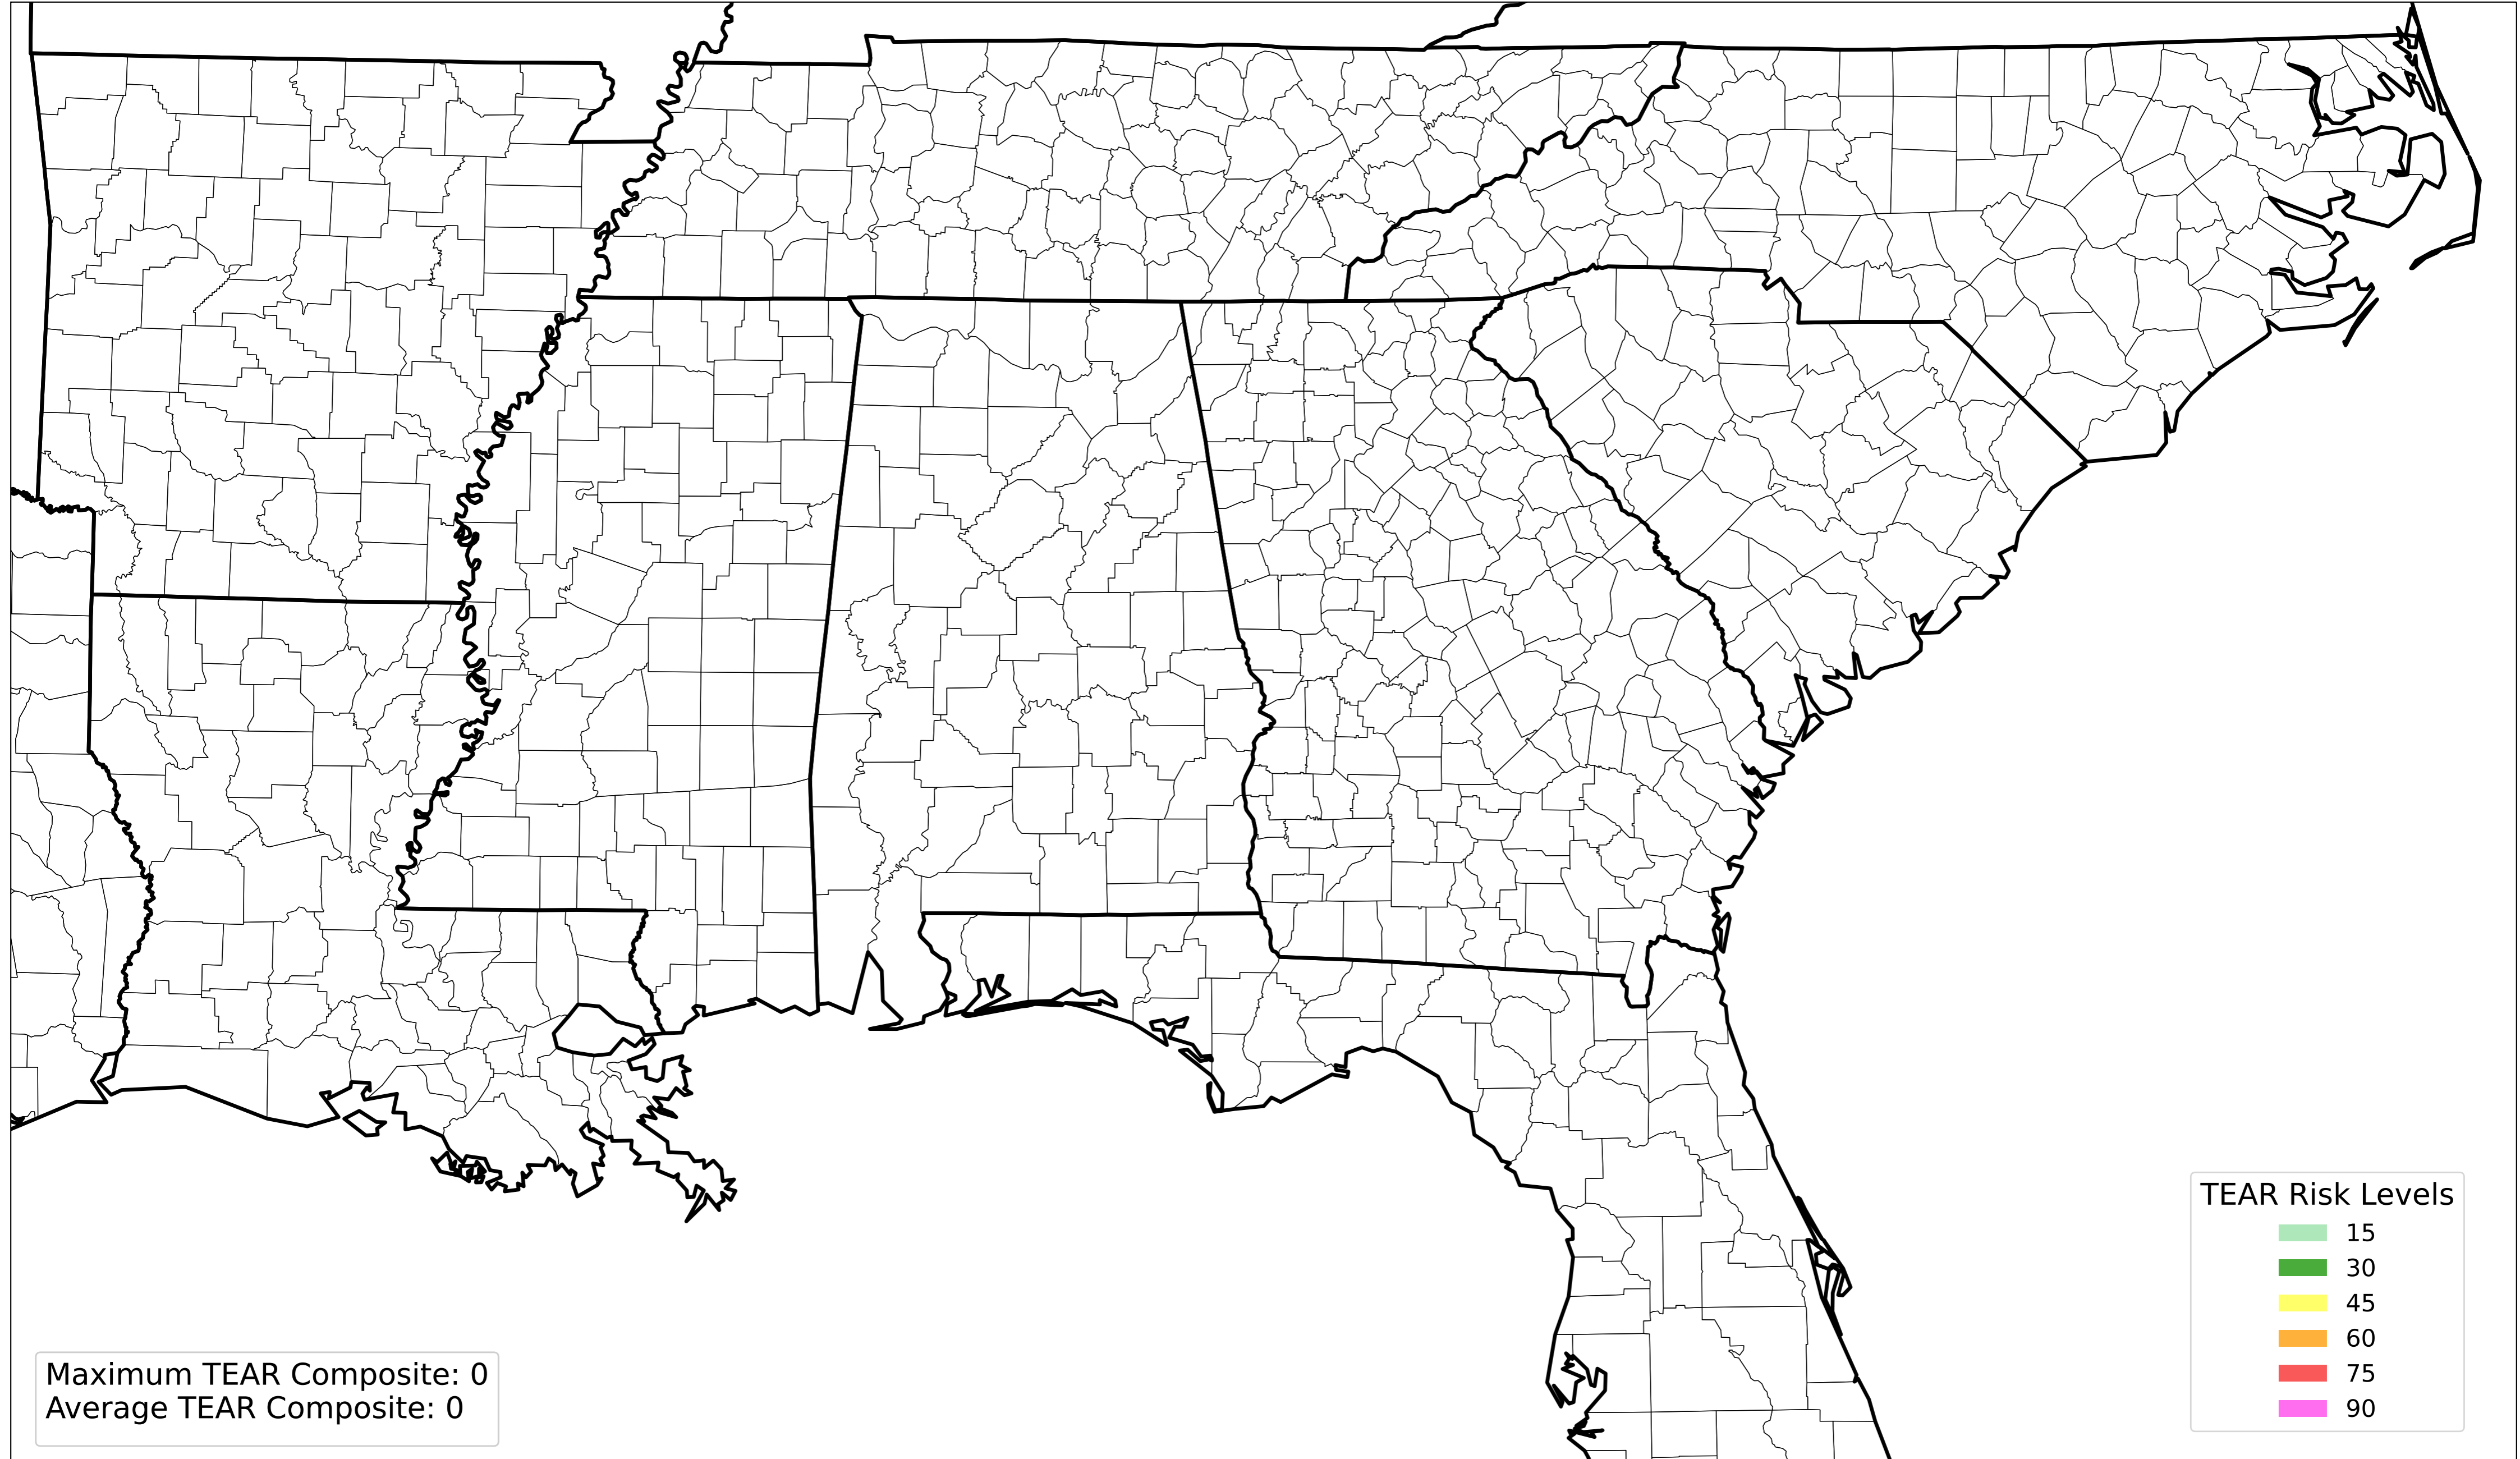 TEAR Risk Levels
15
30
45
60
75
90
Maximum TEAR Composite: 0
Average TEAR Composite: 0